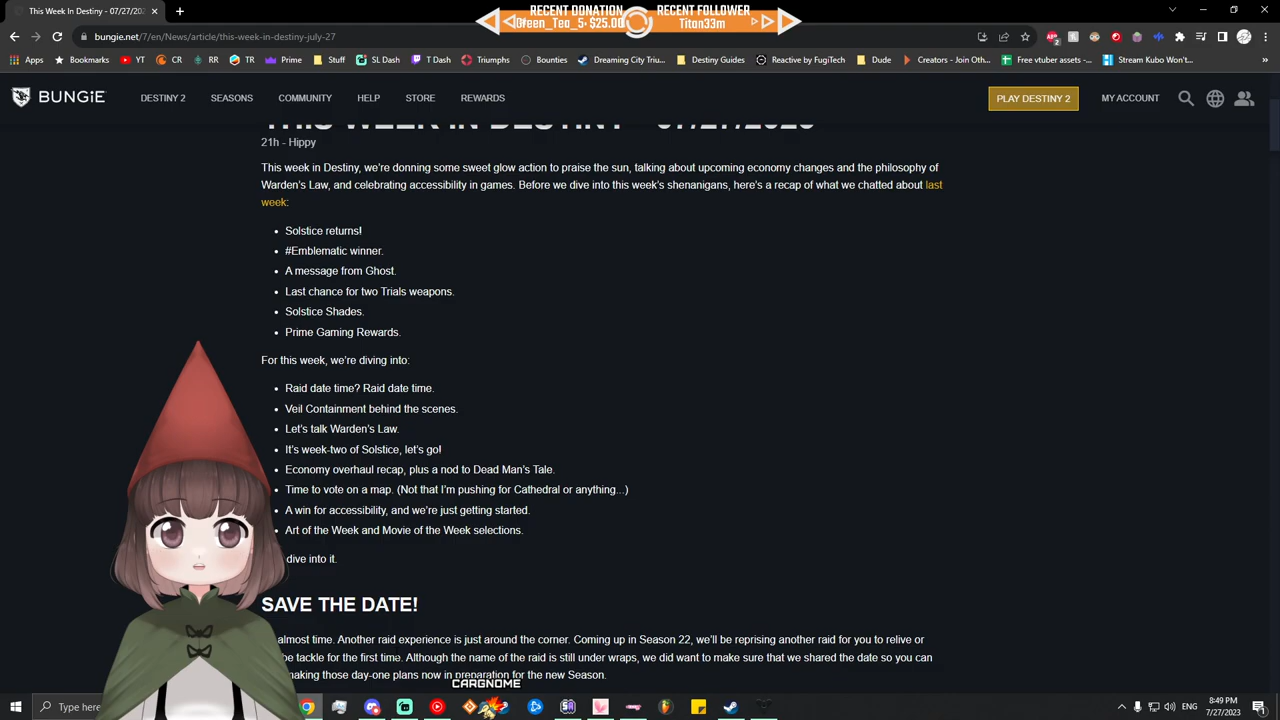 This Week In Destiny - 07/27/202
RECENT DONATION
Green_Tea_5: $25.00
RECENT FOLLOWER
Titan33m
bungie.net/7/en/News/article/this-week-in-destiny-july-27
Apps
Bookmarks
YT
CR
RR
TR
Prime
Stuff
SL Dash
T Dash
Triumphs
Bounties
Dreaming City Triu...
Destiny Guides
Reactive by FugiTech
Dude
Creators - Join Oth...
Free vtuber assets -...
Stream Kubo Won't...
BUNGiE
DESTINY 2
SEASONS
COMMUNITY
HELP
STORE
REWARDS
PLAY DESTINY 2
MY ACCOUNT
THIS WEEK IN DESTINY - 07/27/2023
21h - Hippy
This week in Destiny, we're donning some sweet glow action to praise the sun, talking about upcoming economy changes and the philosophy of
Warden's Law, and celebrating accessibility in games. Before we dive into this week's shenanigans, here's a recap of what we chatted about last
week:
Solstice returns!
#Emblematic winner.
A message from Ghost.
Last chance for two Trials weapons.
Solstice Shades.
Prime Gaming Rewards.
For this week, we're diving into:
Raid date time? Raid date time.
Veil Containment behind the scenes.
Let's talk Warden's Law.
It's week-two of Solstice, let's go!
Economy overhaul recap, plus a nod to Dead Man's Tale.
Time to vote on a map. (Not that I'm pushing for Cathedral or anything...)
A win for accessibility, and we're just getting started.
Art of the Week and Movie of the Week selections.
dive into it.
SAVE THE DATE!
almost time. Another raid experience is just around the corner. Coming up in Season 22, we'll be reprising another raid for you to relive or
be tackle for the first time. Although the name of the raid is still under wraps, we did want to make sure that we shared the date so you can
making those day-one plans now in preparation for the new Season.
CARGNOME
Type here
ENG
8:49 PM
7/27/2023